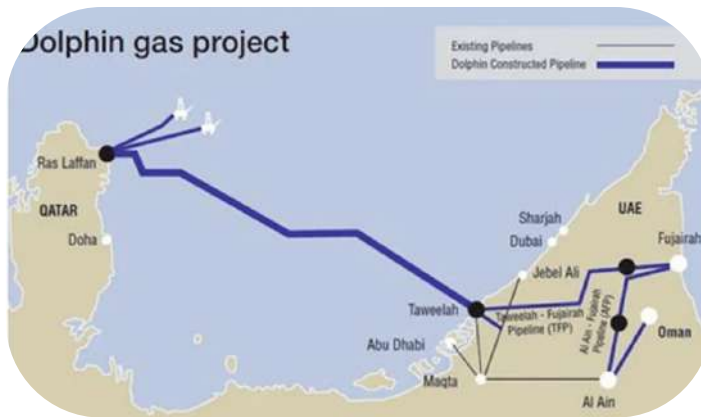 Dolphin gas project
Existing Pipelines
Dolphin Constructed Pipeline
Ras Laffan
QATAR
Doha
Sharjah
UAE
Dubai
Fujairah
Jebel Ali
Taweelah
Taweelah - Fujairah
Pipeline (TFP)
Al Ain - Fujairah
Pipeline (AFP)
Oman
Abu Dhabi
Maqta
Al Ain